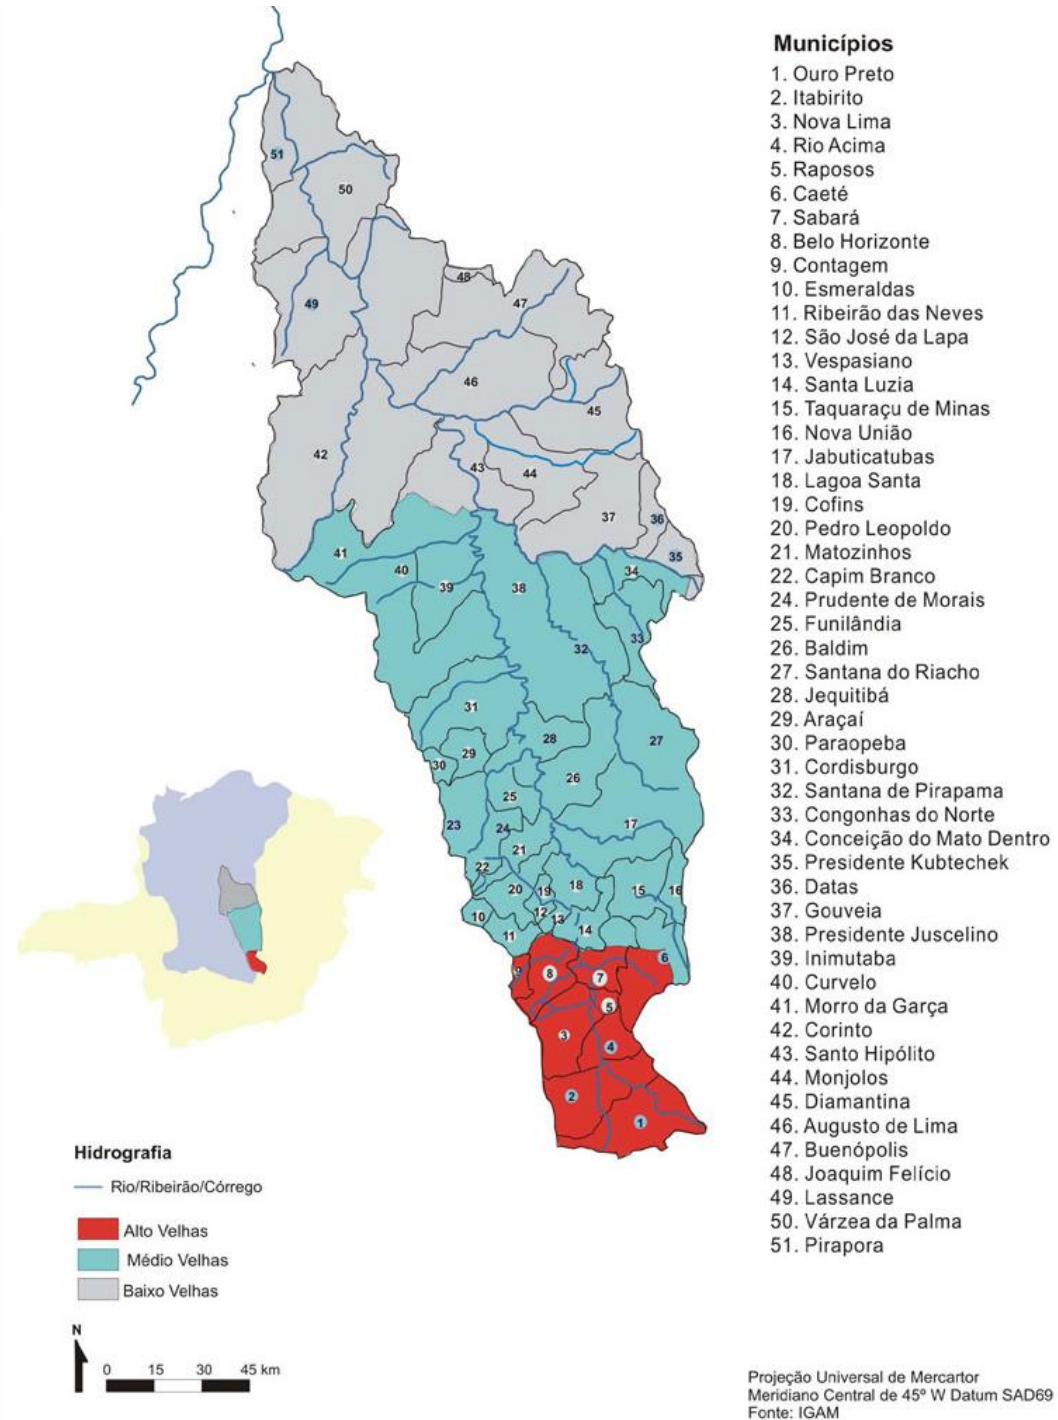 Municípios
1. Ouro Preto
2. Itabirito
3. Nova Lima
4. Rio Acima
5. Raposos
6. Caeté
7. Sabará
8. Belo Horizonte
9. Contagem
10. Esmeraldas
11. Ribeirão das Neves
12. São José da Lapa
13. Vespasiano
14. Santa Luzia
15. Taquaraçu de Minas
16. Nova União
17. Jabuticatubas
18. Lagoa Santa
19. Cofins
20. Pedro Leopoldo
21. Matozinhos
22. Capim Branco
24. Prudente de Morais
25. Funilândia
26. Baldim
27. Santana do Riacho
28. Jequitibá
29. Araçaí
30. Paraopeba
31. Cordisburgo
32. Santana de Pirapama
33. Congonhas do Norte
34. Conceição do Mato Dentro
35. Presidente Kubtechek
36. Datas
37. Gouveia
38. Presidente Juscelino
39. Inimutaba
40. Curvelo
41. Morro da Garça
42. Corinto
43. Santo Hipólito
44. Monjolos
45. Diamantina
46. Augusto de Lima
47. Buenópolis
48. Joaquim Felício
49. Lassance
50. Várzea da Palma
51. Pirapora
51
50
48
47
49
46
45
42
43
44
37
36
35
41
40
39
38
34
33
32
31
28
27
29
30
26
25
23
24
17
21
22
20
19
18
15
16
10
12
13
11
14
6
9
8
7
5
3
4
2
1
Hidrografia
Rio/Ribeirão/Córrego
Alto Velhas
Médio Velhas
Baixo Velhas
N
0 15 30 45 km
Projeção Universal de Mercartor
Meridiano Central de 45º W Datum SAD69
Fonte: IGAM